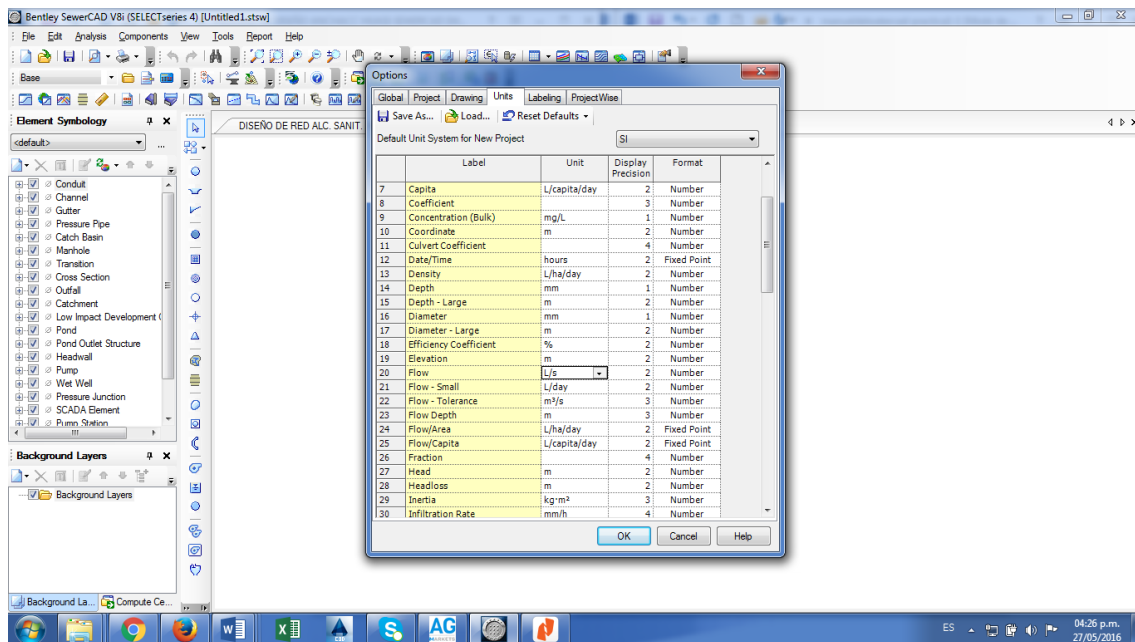 Bentley SewerCAD V8i (SELECTseries 4) [Untitled1.stsw]
File Edit Analysis Components View Tools Report Help
Base
Element Symbology
<default>
Conduit
Channel
Gutter
Pressure Pipe
Catch Basin
Manhole
Transition
Cross Section
Outfall
Catchment
Low Impact Development
Pond
Pond Outlet Structure
Headwall
Pump
Wet Well
Pressure Junction
SCADA Element
Pump Station
Background Layers
Background Layers
Background La... Compute Ce...
DISEÑO DE RED ALC. SANIT.
Options
Global Project Drawing Units Labeling ProjectWise
Save As... Load... Reset Defaults
Default Unit System for New Project SI
Label Unit Display Precision Format
7 Capita L/capita/day 2 Number
8 Coefficient 3 Number
9 Concentration (Bulk) mg/L 1 Number
10 Coordinate m 2 Number
11 Culvert Coefficient 4 Number
12 Date/Time hours 2 Fixed Point
13 Density L/ha/day 2 Number
14 Depth mm 1 Number
15 Depth - Large m 2 Number
16 Diameter mm 1 Number
17 Diameter - Large m 2 Number
18 Efficiency Coefficient % 2 Number
19 Elevation m 2 Number
20 Flow L/s 2 Number
21 Flow - Small L/day 2 Number
22 Flow - Tolerance m³/s 3 Number
23 Flow Depth m 3 Number
24 Flow/Area L/ha/day 2 Fixed Point
25 Flow/Capita L/capita/day 2 Fixed Point
26 Fraction 4 Number
27 Head m 2 Number
28 Headloss m 2 Number
29 Inertia kg·m² 3 Number
30 Infiltration Rate mm/h 4 Number
OK Cancel Help
AG
ES 04:26 p.m.
27/05/2016